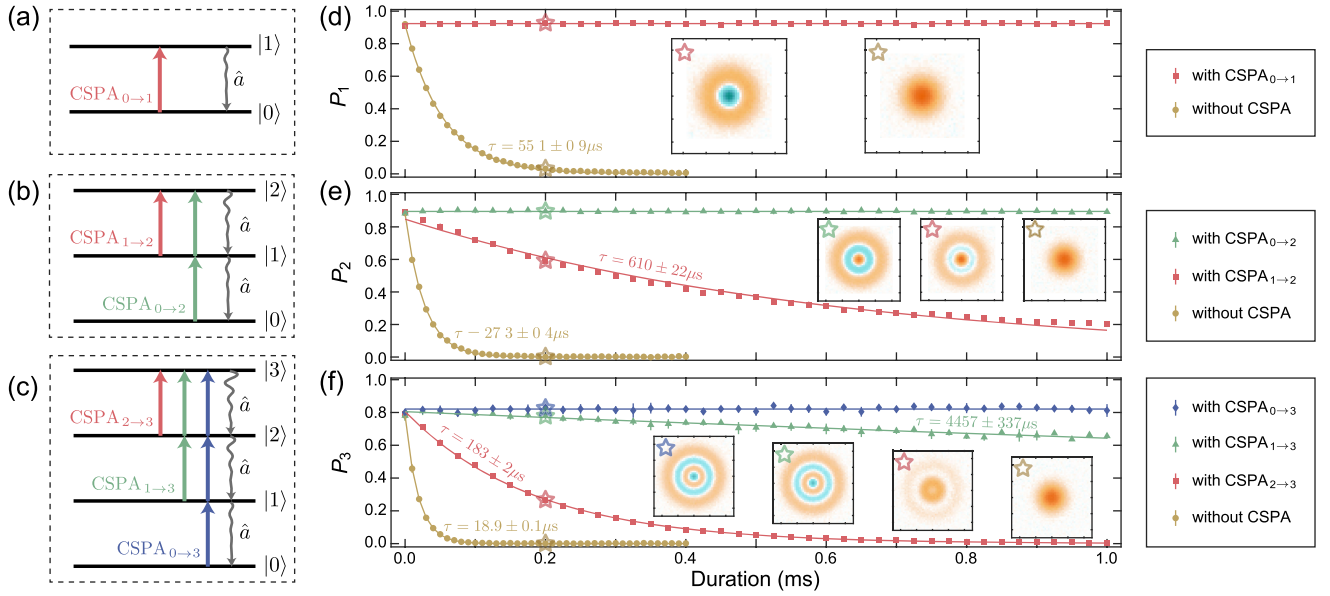 (a)
|1⟩
CSPA0→1
â
|0⟩
(b)
|2⟩
CSPA1→2
â
|1⟩
CSPA0→2
â
|0⟩
(c)
|3⟩
CSPA2→3
â
|2⟩
CSPA1→3
â
|1⟩
CSPA0→3
â
|0⟩
(d)
P1
1.0
0.8
0.6
0.4
0.2
0.0
τ = 55 1 ± 0 9μs
with CSPA0→1
without CSPA
(e)
P2
1.0
0.8
0.6
0.4
0.2
0.0
τ = 610 ± 22μs
τ − 27 3 ± 0 4μs
with CSPA0→2
with CSPA1→2
without CSPA
(f)
P3
1.0
0.8
0.6
0.4
0.2
0.0
τ = 4457 ± 337μs
τ = 183 ± 2μs
τ = 18.9 ± 0.1μs
0.0 0.2 0.4 0.6 0.8 1.0
Duration (ms)
with CSPA0→3
with CSPA1→3
with CSPA2→3
without CSPA